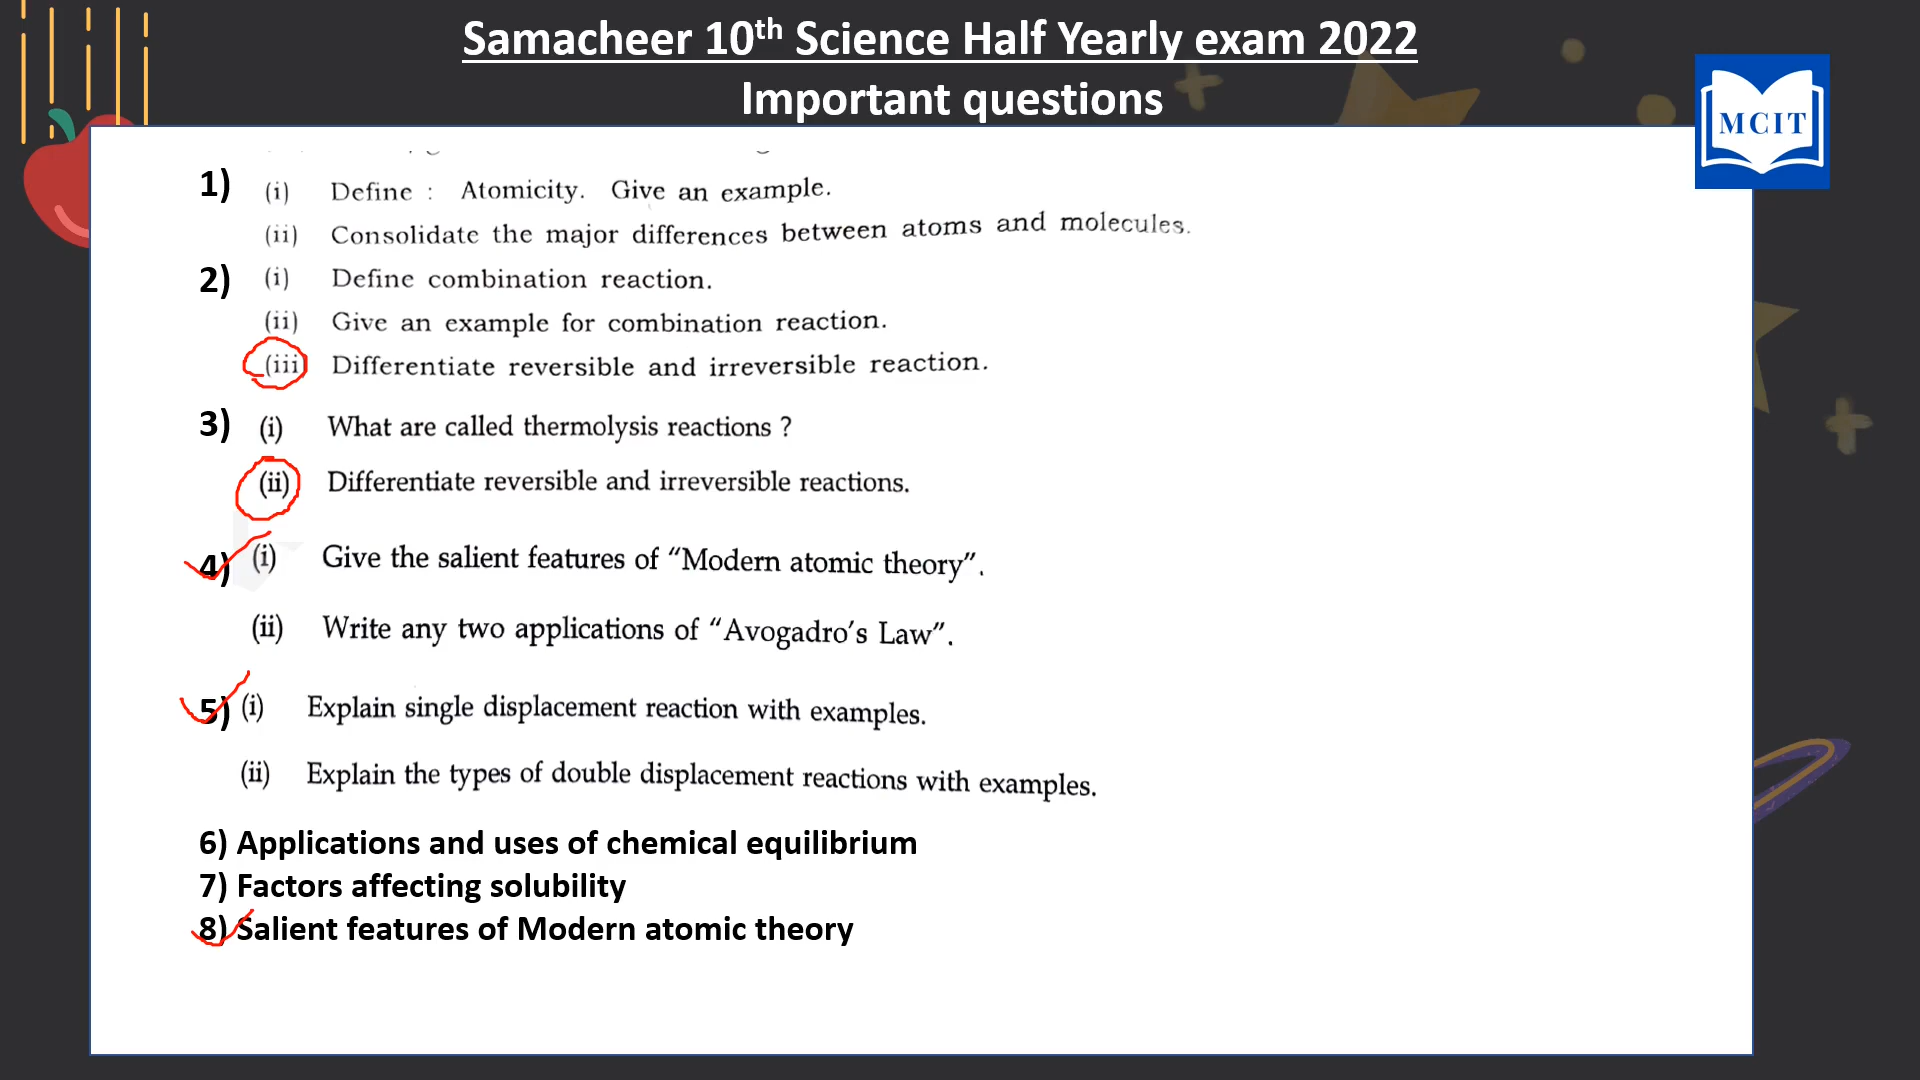 Samacheer 10th Science Half Yearly exam 2022
Important questions
MCIT
1) (i) Define : Atomicity. Give an example.
(ii) Consolidate the major differences between atoms and molecules.
2) (i) Define combination reaction.
(ii) Give an example for combination reaction.
(iii) Differentiate reversible and irreversible reaction.
3) (i) What are called thermolysis reactions ?
(ii) Differentiate reversible and irreversible reactions.
4) (i) Give the salient features of “Modern atomic theory”.
(ii) Write any two applications of “Avogadro’s Law”.
5) (i) Explain single displacement reaction with examples.
(ii) Explain the types of double displacement reactions with examples.
6) Applications and uses of chemical equilibrium
7) Factors affecting solubility
8) Salient features of Modern atomic theory